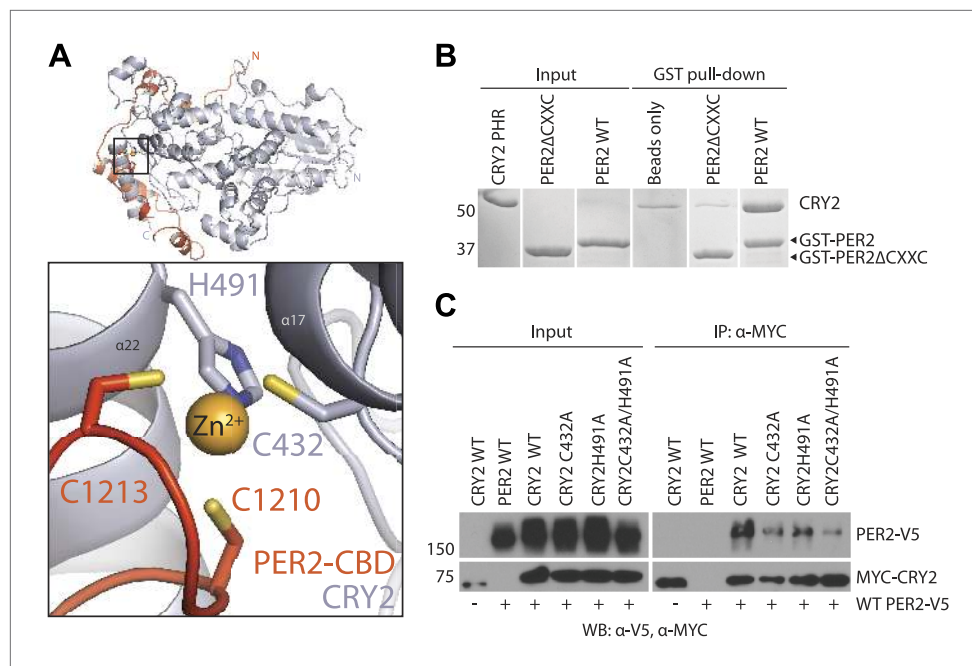 A
N
N
C
H491
α17
α22
Zn²⁺
C432
C1213
C1210
PER2-CBD
CRY2
B
Input
GST pull-down
CRY2 PHR
PER2ΔCXXC
PER2 WT
Beads only
PER2ΔCXXC
PER2 WT
50
CRY2
37
GST-PER2
GST-PER2ΔCXXC
C
Input
IP: α-MYC
CRY2 WT
PER2 WT
CRY2 WT
CRY2 C432A
CRY2H491A
CRY2C432A/H491A
CRY2 WT
PER2 WT
CRY2 WT
CRY2 C432A
CRY2H491A
CRY2C432A/H491A
PER2-V5
150
75
MYC-CRY2
- + + + + + - + + + + + WT PER2-V5
WB: α-V5, α-MYC